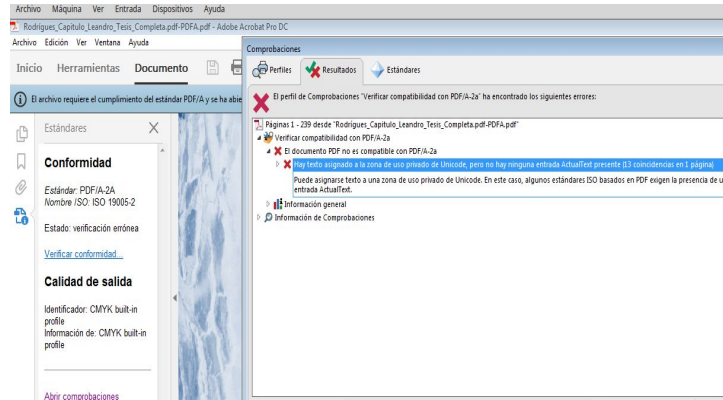 Archivo Máquina Ver Entrada Dispositivos Ayuda
Rodrigues_Capitulo_Leandro_Tesis_Completa.pdf-PDFA.pdf - Adobe Acrobat Pro DC
Archivo Edición Ver Ventana Ayuda
Inicio Herramientas Documento
El archivo requiere el cumplimiento del estándar PDF/A y se ha abie
Estándares
Conformidad
Estándar: PDF/A-2A
Nombre ISO: ISO 19005-2
Estado: verificación errónea
Verificar conformidad...
Calidad de salida
Identificador: CMYK built-in
profile
Información de: CMYK built-in
profile
Abrir comprobaciones
Comprobaciones
Perfiles Resultados Estándares
El perfil de Comprobaciones "Verificar compatibilidad con PDF/A-2a" ha encontrado los siguientes errores:
Páginas 1 - 239 desde "Rodrigues_Capitulo_Leandro_Tesis_Completa.pdf-PDFA.pdf"
Verificar compatibilidad con PDF/A-2a
El documento PDF no es compatible con PDF/A-2a
Hay texto asignado a la zona de uso privado de Unicode, pero no hay ninguna entrada ActualText presente (13 coincidencias en 1 página)
Puede asignarse texto a una zona de uso privado de Unicode. En este caso, algunos estándares ISO basados en PDF exigen la presencia de u
entrada ActualText.
Información general
Información de Comprobaciones